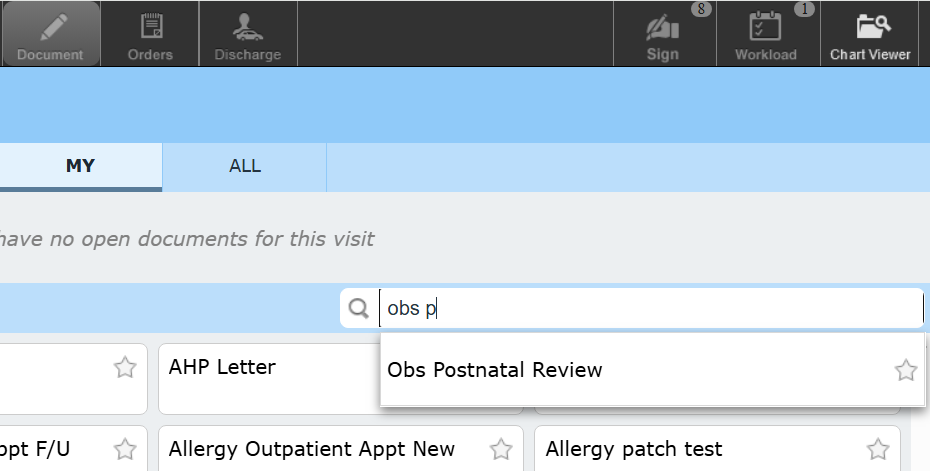 8
1
Document
Orders
Discharge
Sign
Workload
Chart Viewer
MY
ALL
have no open documents for this visit
obs p
AHP Letter
Obs Postnatal Review
F/U
Allergy Outpatient Appt New
Allergy patch test